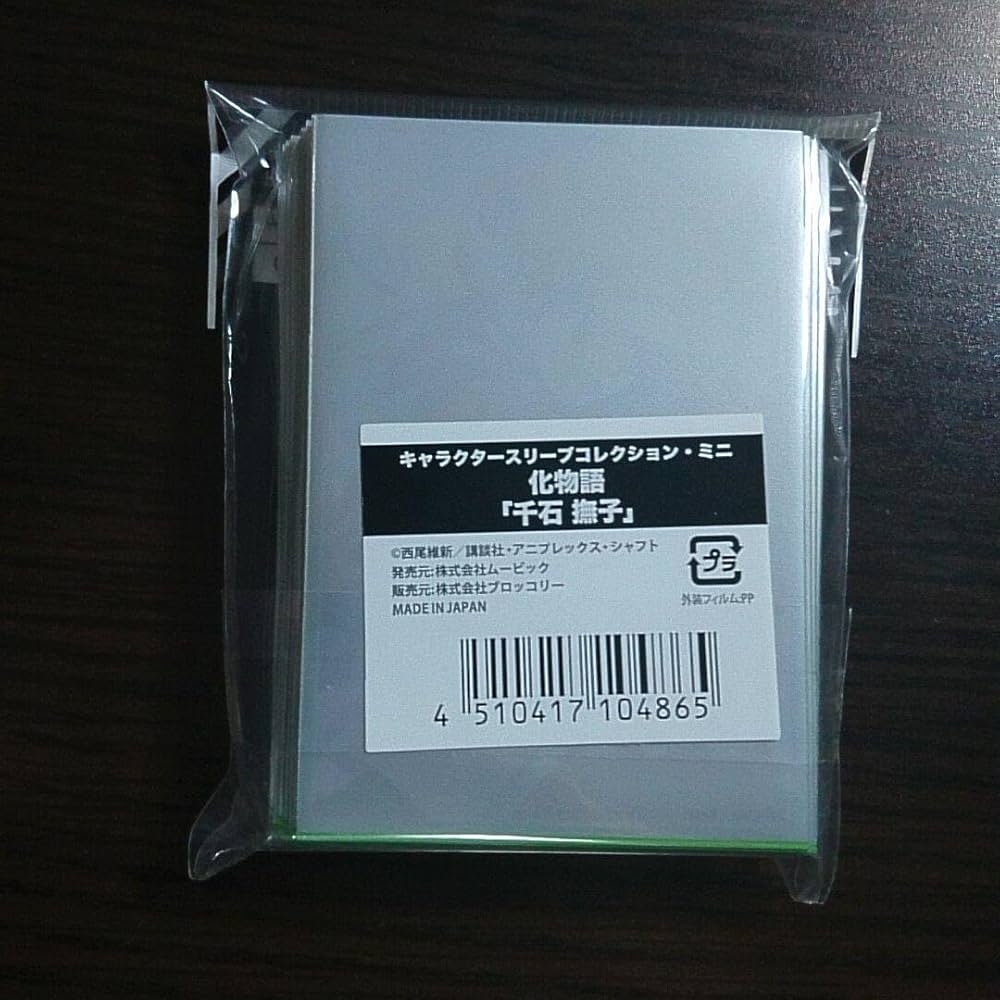 キャラクタースリーブコレクション・ミニ
化物語
『千石 撫子』
©西尾維新／講談社・アニプレックス・シャフト
発売元:株式会社ムービック
販売元:株式会社ブロッコリー
MADE IN JAPAN
プラ
外装フィルム:PP
4 510417 104865